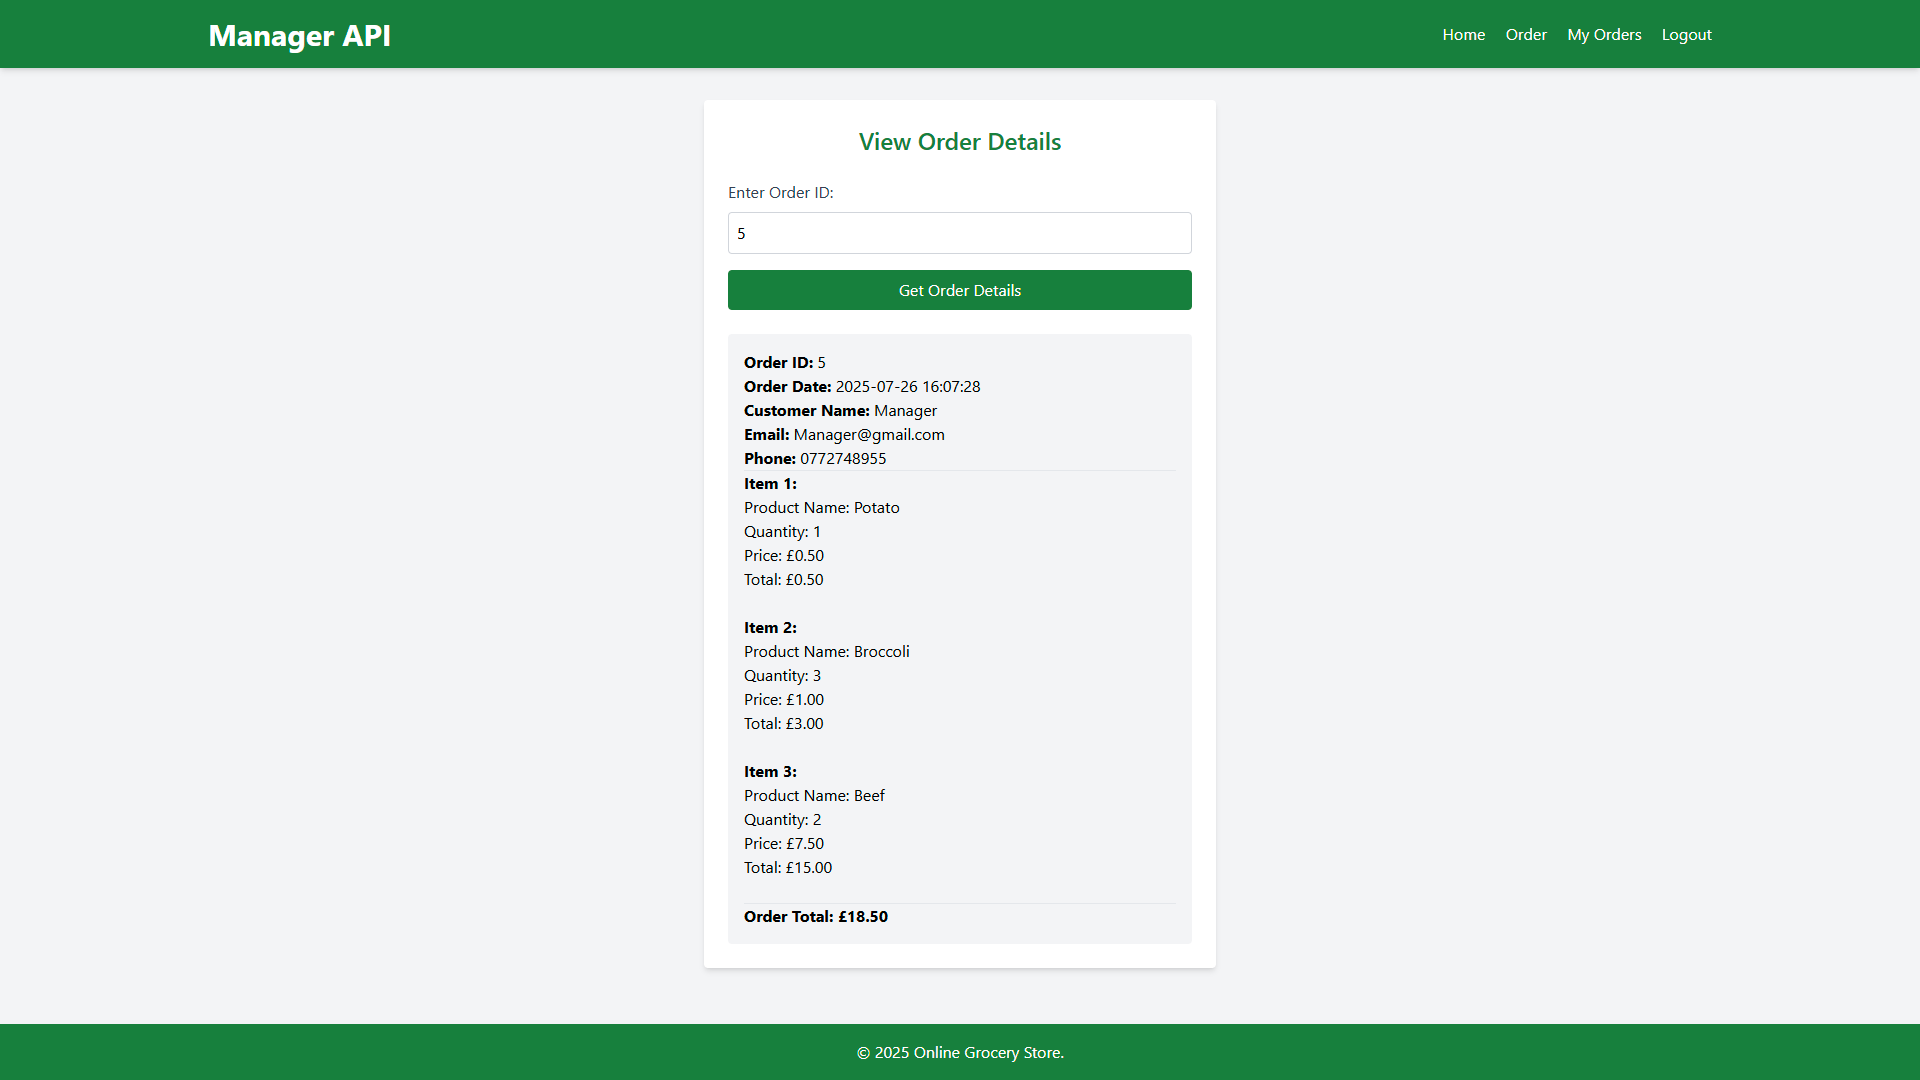 Manager API
Home Order My Orders Logout
View Order Details
Enter Order ID:
5
Get Order Details
Order ID: 5
Order Date: 2025-07-26 16:07:28
Customer Name: Manager
Email: Manager@gmail.com
Phone: 0772748955
Item 1:
Product Name: Potato
Quantity: 1
Price: £0.50
Total: £0.50
Item 2:
Product Name: Broccoli
Quantity: 3
Price: £1.00
Total: £3.00
Item 3:
Product Name: Beef
Quantity: 2
Price: £7.50
Total: £15.00
Order Total: £18.50
© 2025 Online Grocery Store.